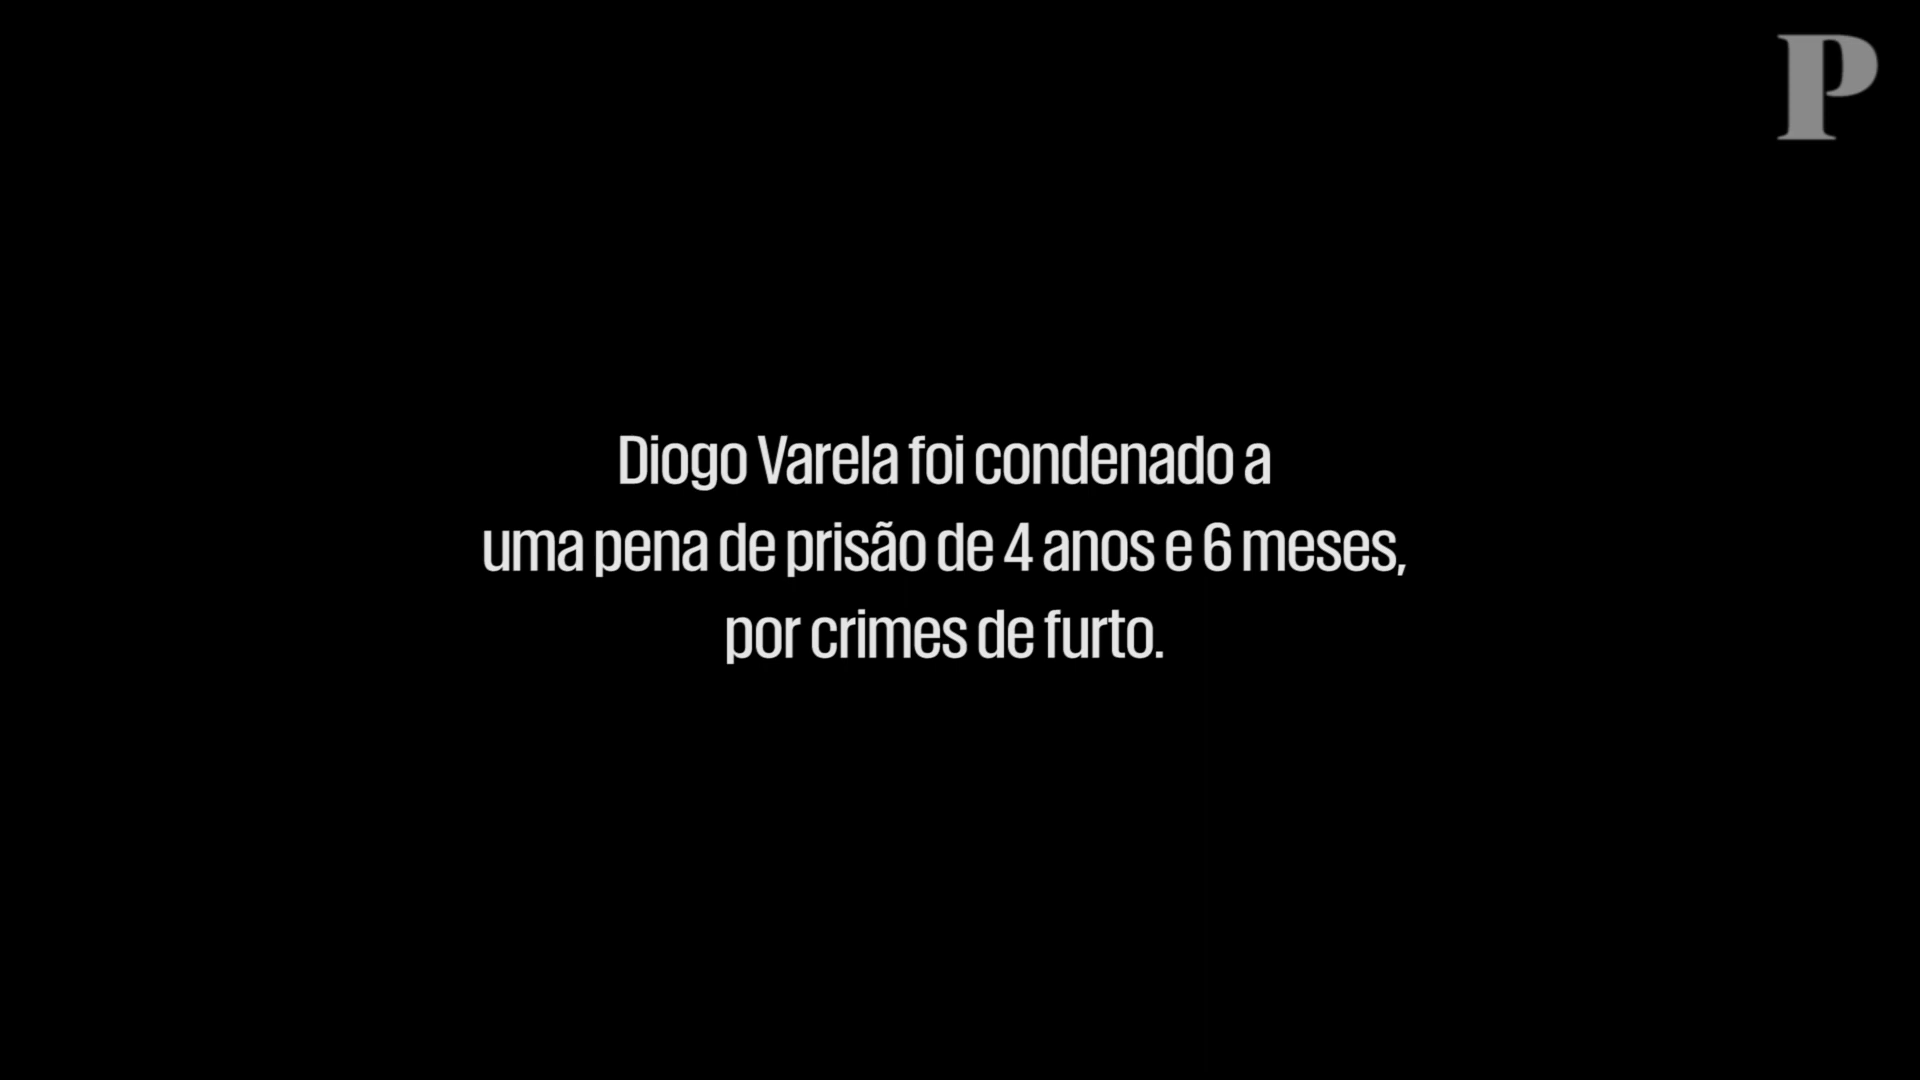 P
Diogo Varela foi condenado a
uma pena de prisão de 4 anos e 6 meses,
por crimes de furto.